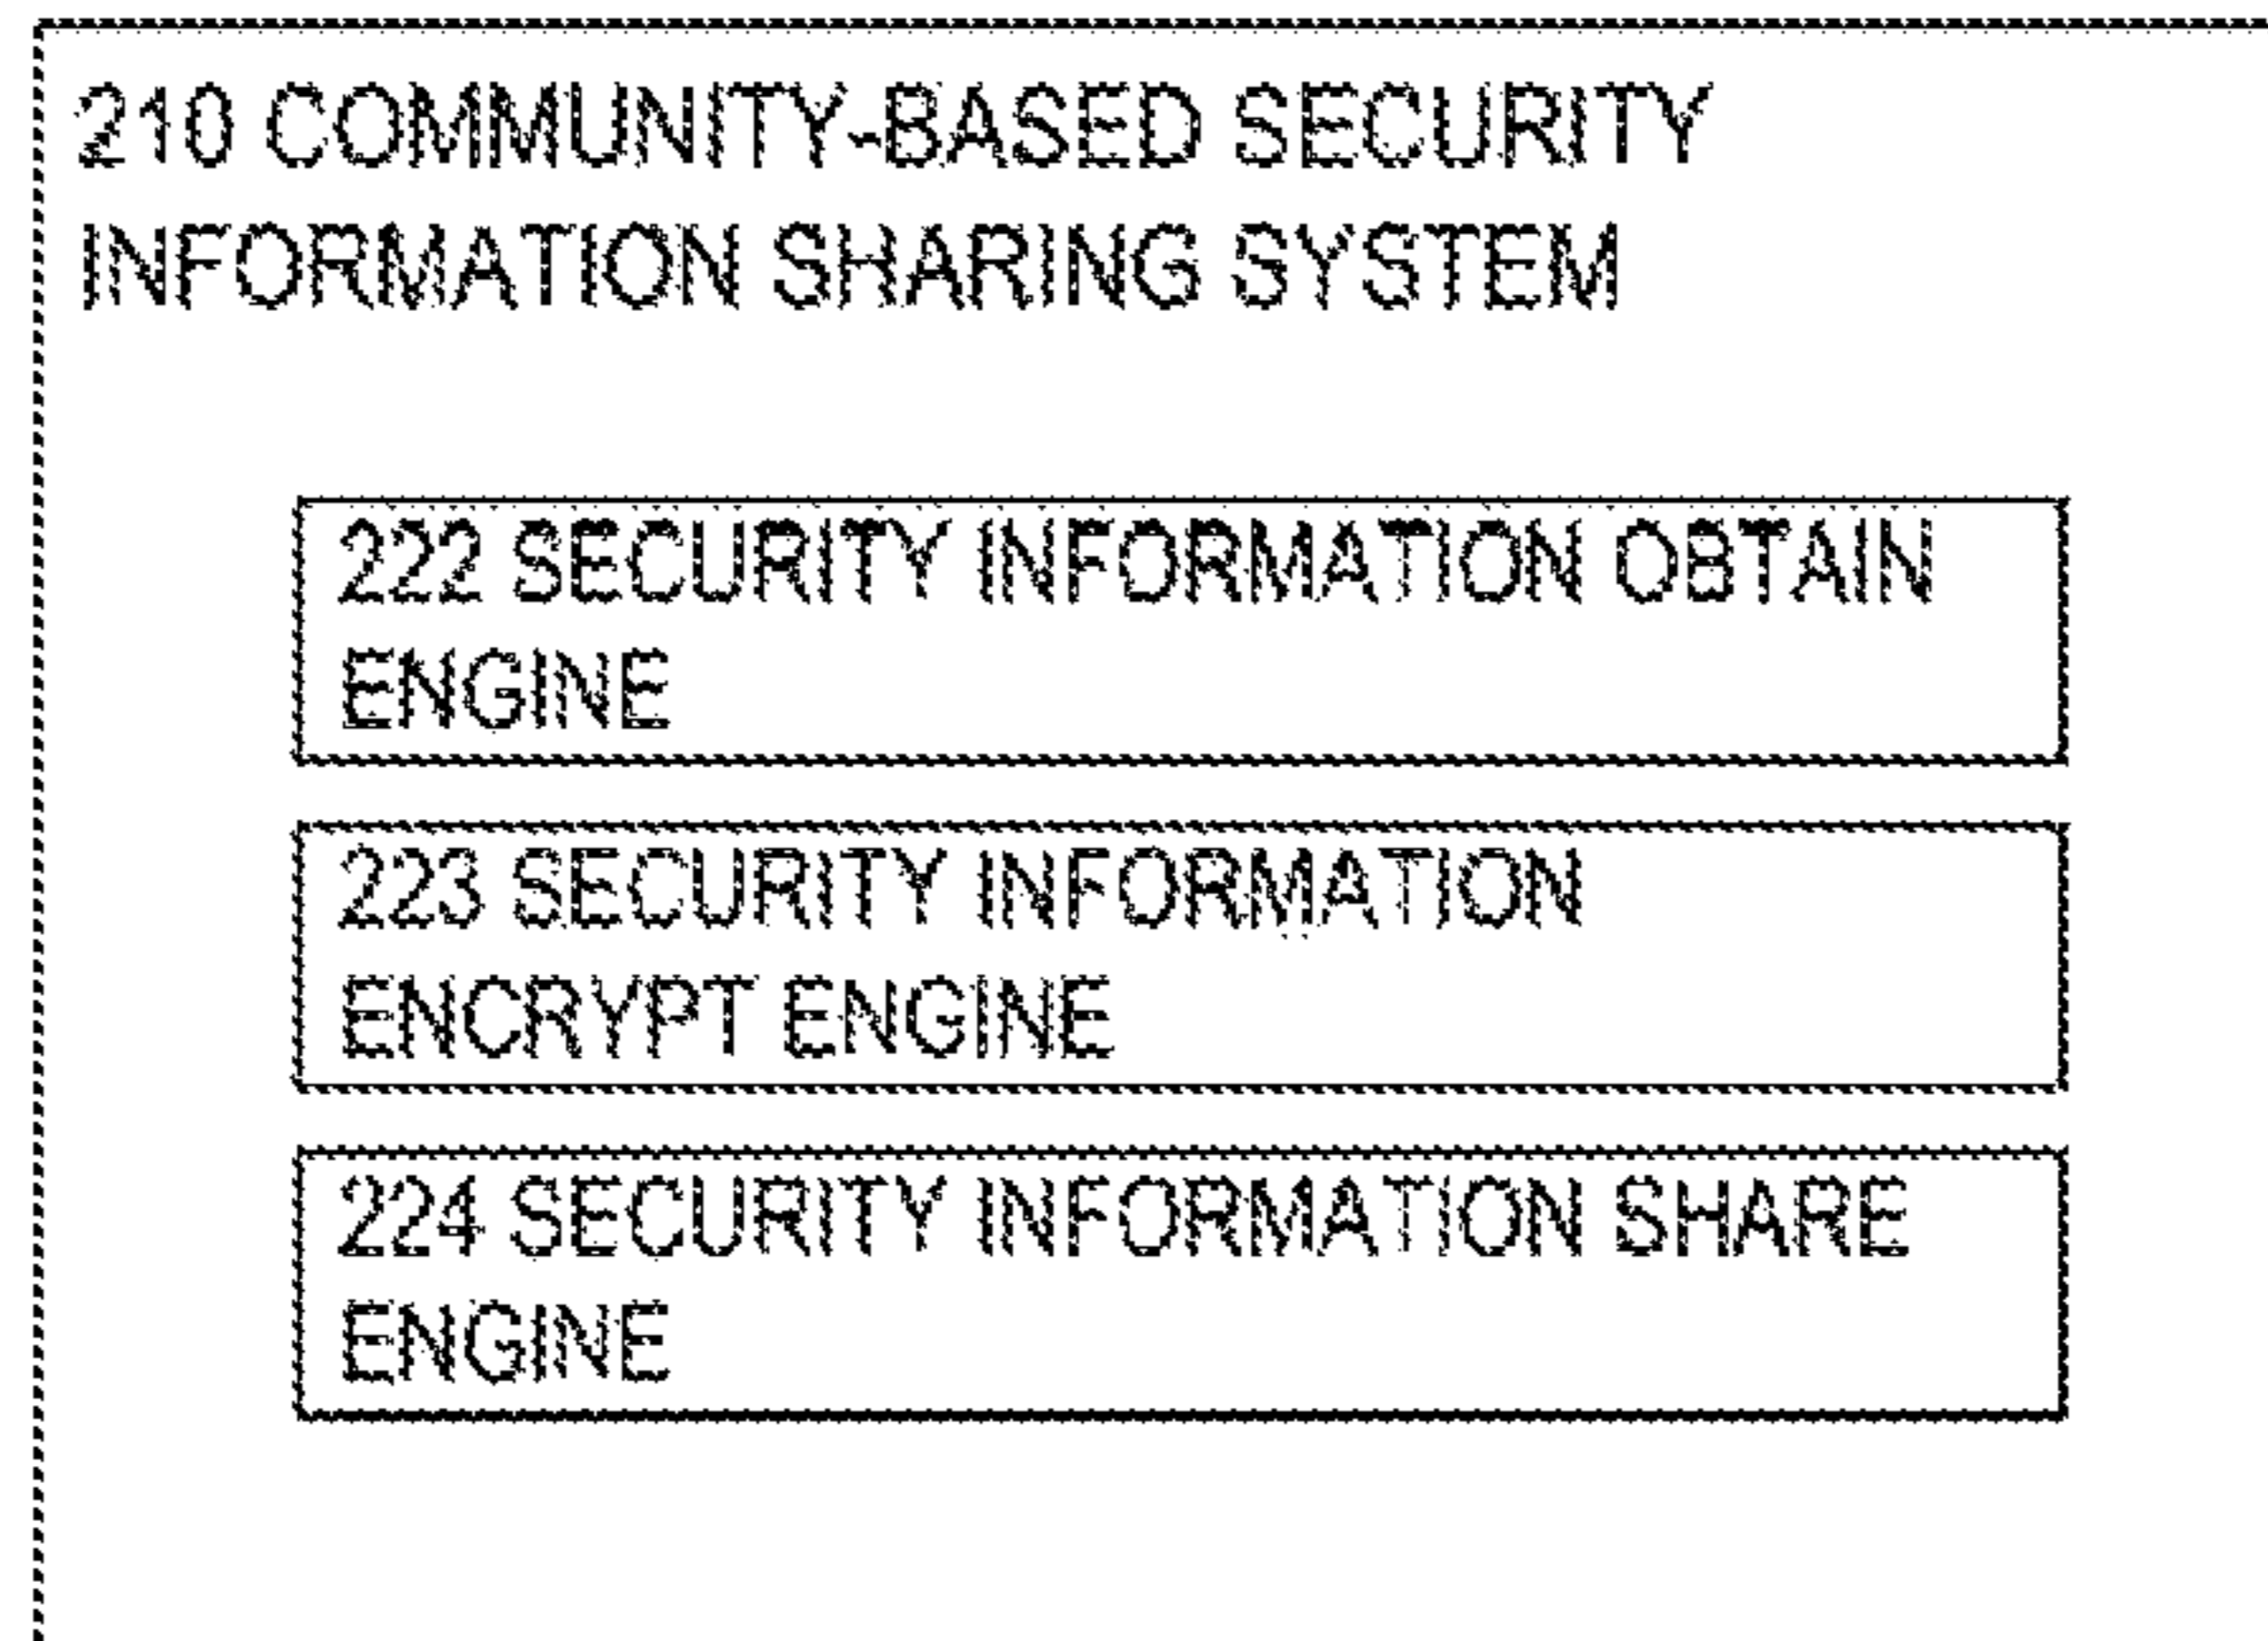 210 COMMUNITY-BASED SECURITY
INFORMATION SHARING SYSTEM
222 SECURITY INFORMATION OBTAIN
ENGINE
223 SECURITY INFORMATION
ENCRYPT ENGINE
224 SECURITY INFORMATION SHARE
ENGINE